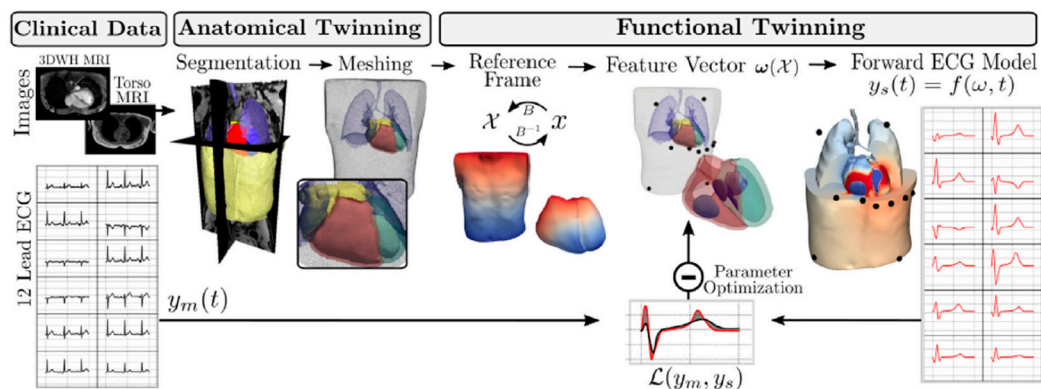 Clinical Data
Anatomical Twinning
Functional Twinning
3DWH MRI
Torso
MRI
Images
12 Lead ECG
Segmentation
Meshing
Reference
Frame
B
𝒳 x
B⁻¹
Feature Vector ω(𝒳)
Forward ECG Model
y_s(t) = f(ω, t)
y_m(t)
Parameter
Optimization
ℒ(y_m, y_s)